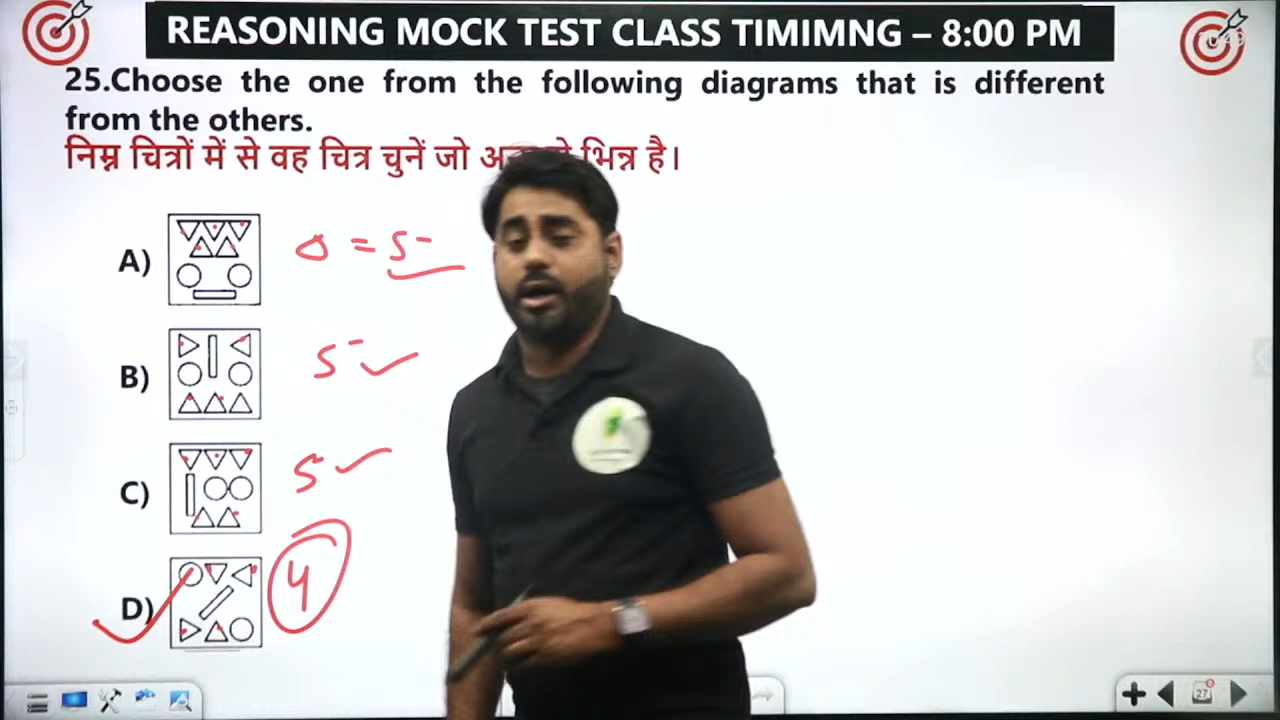 REASONING MOCK TEST CLASS TIMIMNG – 8:00 PM
25.Choose the one from the following diagrams that is different
from the others.
निम्न चित्रों में से वह चित्र चुनें जो भिन्न है।
A) Δ = 5
B) 5 ✓
C) 5 ✓
D) 4
27